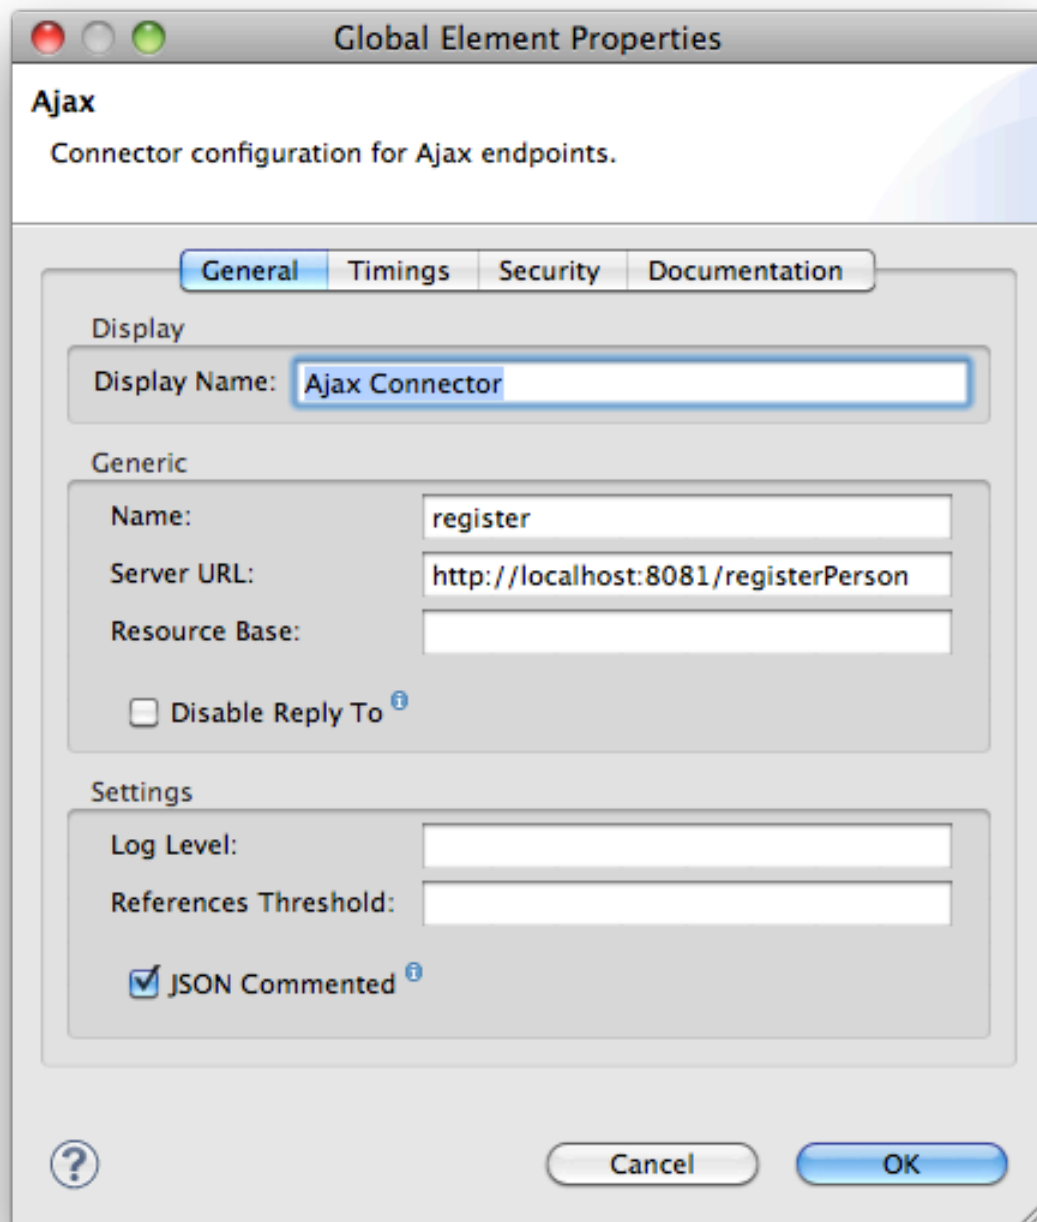 Global Element Properties
Ajax
Connector configuration for Ajax endpoints.
General Timings Security Documentation
Display
Display Name: Ajax Connector
Generic
Name: register
Server URL: http://localhost:8081/registerPerson
Resource Base:
Disable Reply To i
Settings
Log Level:
References Threshold:
JSON Commented i
? Cancel OK